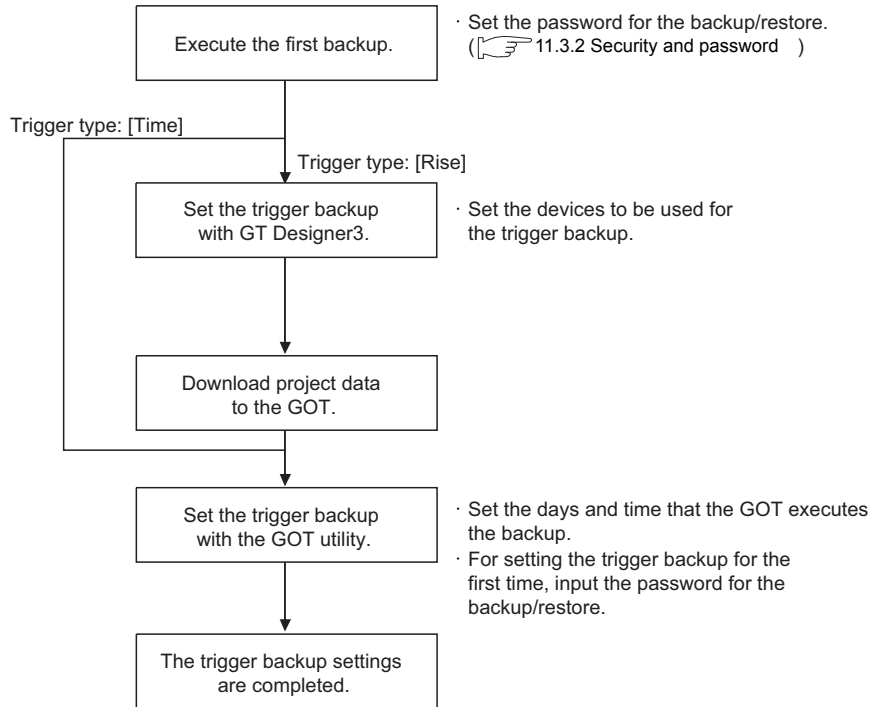 Execute the first backup.
· Set the password for the backup/restore.
( 11.3.2 Security and password )
Trigger type: [Time]
Trigger type: [Rise]
Set the trigger backup
with GT Designer3.
· Set the devices to be used for
the trigger backup.
Download project data
to the GOT.
Set the trigger backup
with the GOT utility.
· Set the days and time that the GOT executes
the backup.
· For setting the trigger backup for the
first time, input the password for the
backup/restore.
The trigger backup settings
are completed.